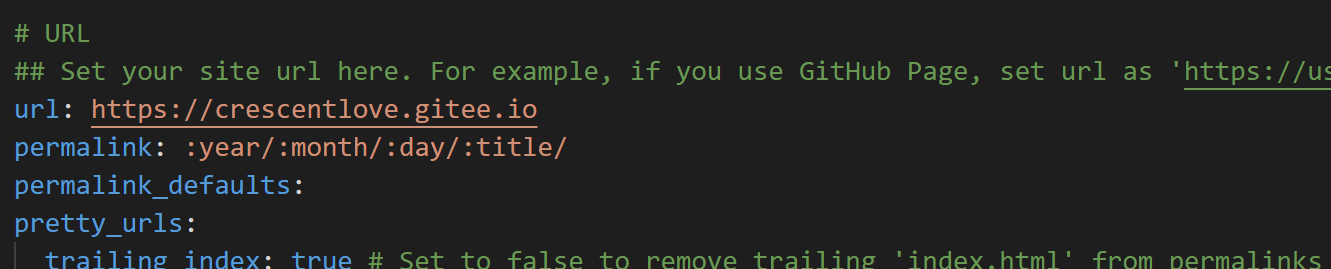 # URL
## Set your site url here. For example, if you use GitHub Page, set url as 'https://us
url: https://crescentlove.gitee.io
permalink: :year/:month/:day/:title/
permalink_defaults:
pretty_urls:
trailing_index: true # Set to false to remove trailing 'index.html' from permalinks